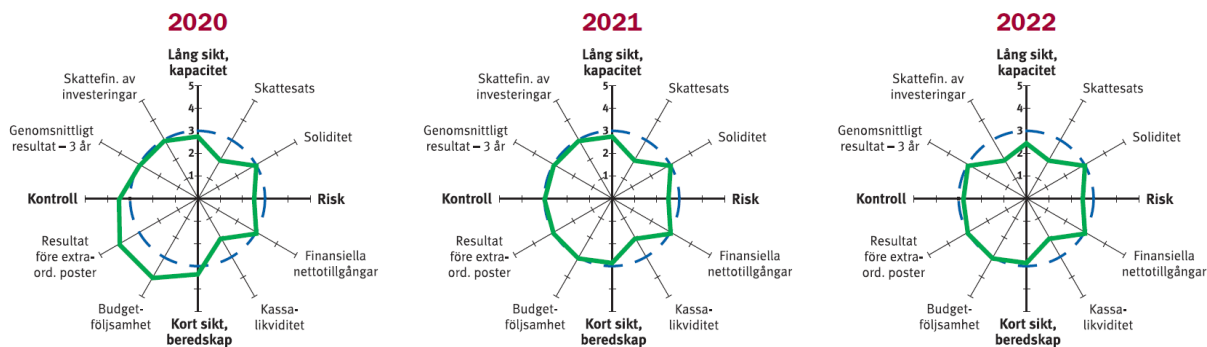 2020
Lång sikt,
kapacitet
Skattefin. av
investeringar
Skattesats
Genomsnittligt
resultat – 3 år
Soliditet
5
4
3
2
1
Kontroll
Risk
Resultat
före extra-
ord. poster
Finansiella
nettotillgångar
Budget-
följsamhet
Kassa-
likviditet
Kort sikt,
beredskap
2021
Lång sikt,
kapacitet
Skattefin. av
investeringar
Skattesats
Genomsnittligt
resultat – 3 år
Soliditet
5
4
3
2
1
Kontroll
Risk
Resultat
före extra-
ord. poster
Finansiella
nettotillgångar
Budget-
följsamhet
Kassa-
likviditet
Kort sikt,
beredskap
2022
Lång sikt,
kapacitet
Skattefin. av
investeringar
Skattesats
Genomsnittligt
resultat – 3 år
Soliditet
5
4
3
2
1
Kontroll
Risk
Resultat
före extra-
ord. poster
Finansiella
nettotillgångar
Budget-
följsamhet
Kassa-
likviditet
Kort sikt,
beredskap